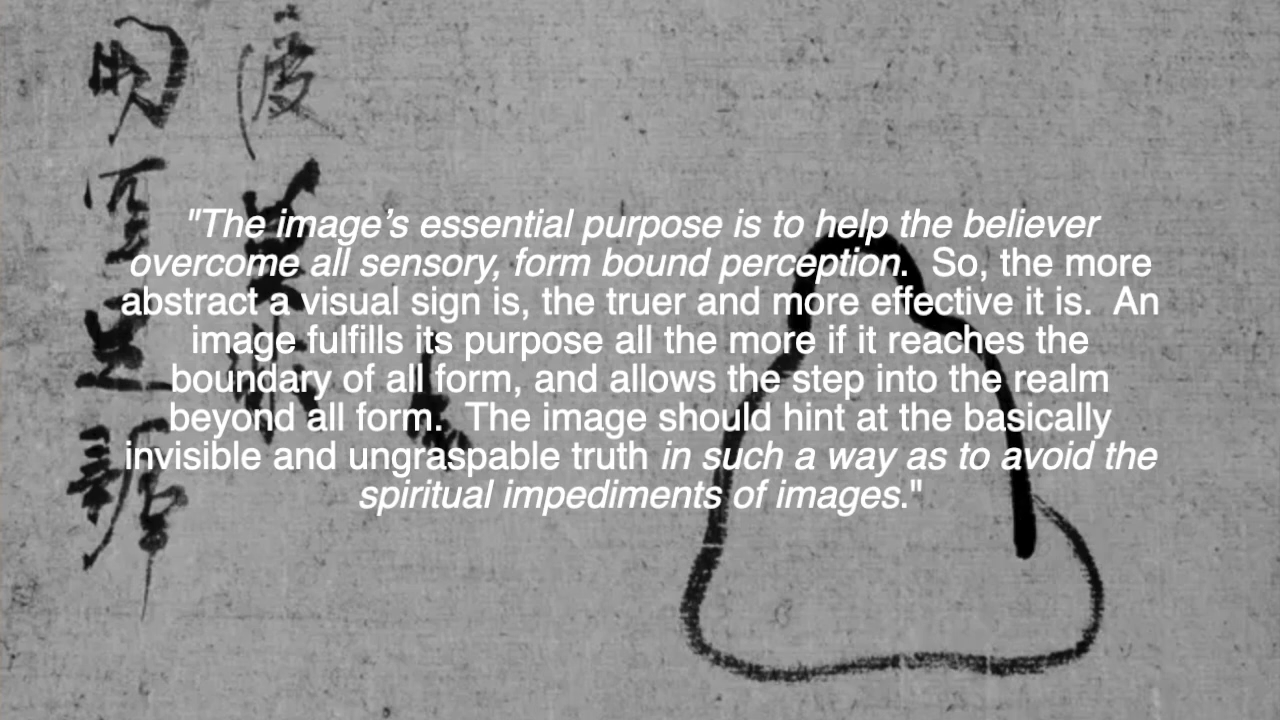 "The image’s essential purpose is to help the believer
overcome all sensory, form bound perception.  So, the more
abstract a visual sign is, the truer and more effective it is.  An
image fulfills its purpose all the more if it reaches the
boundary of all form, and allows the step into the realm
beyond all form.  The image should hint at the basically
invisible and ungraspable truth in such a way as to avoid the
spiritual impediments of images."